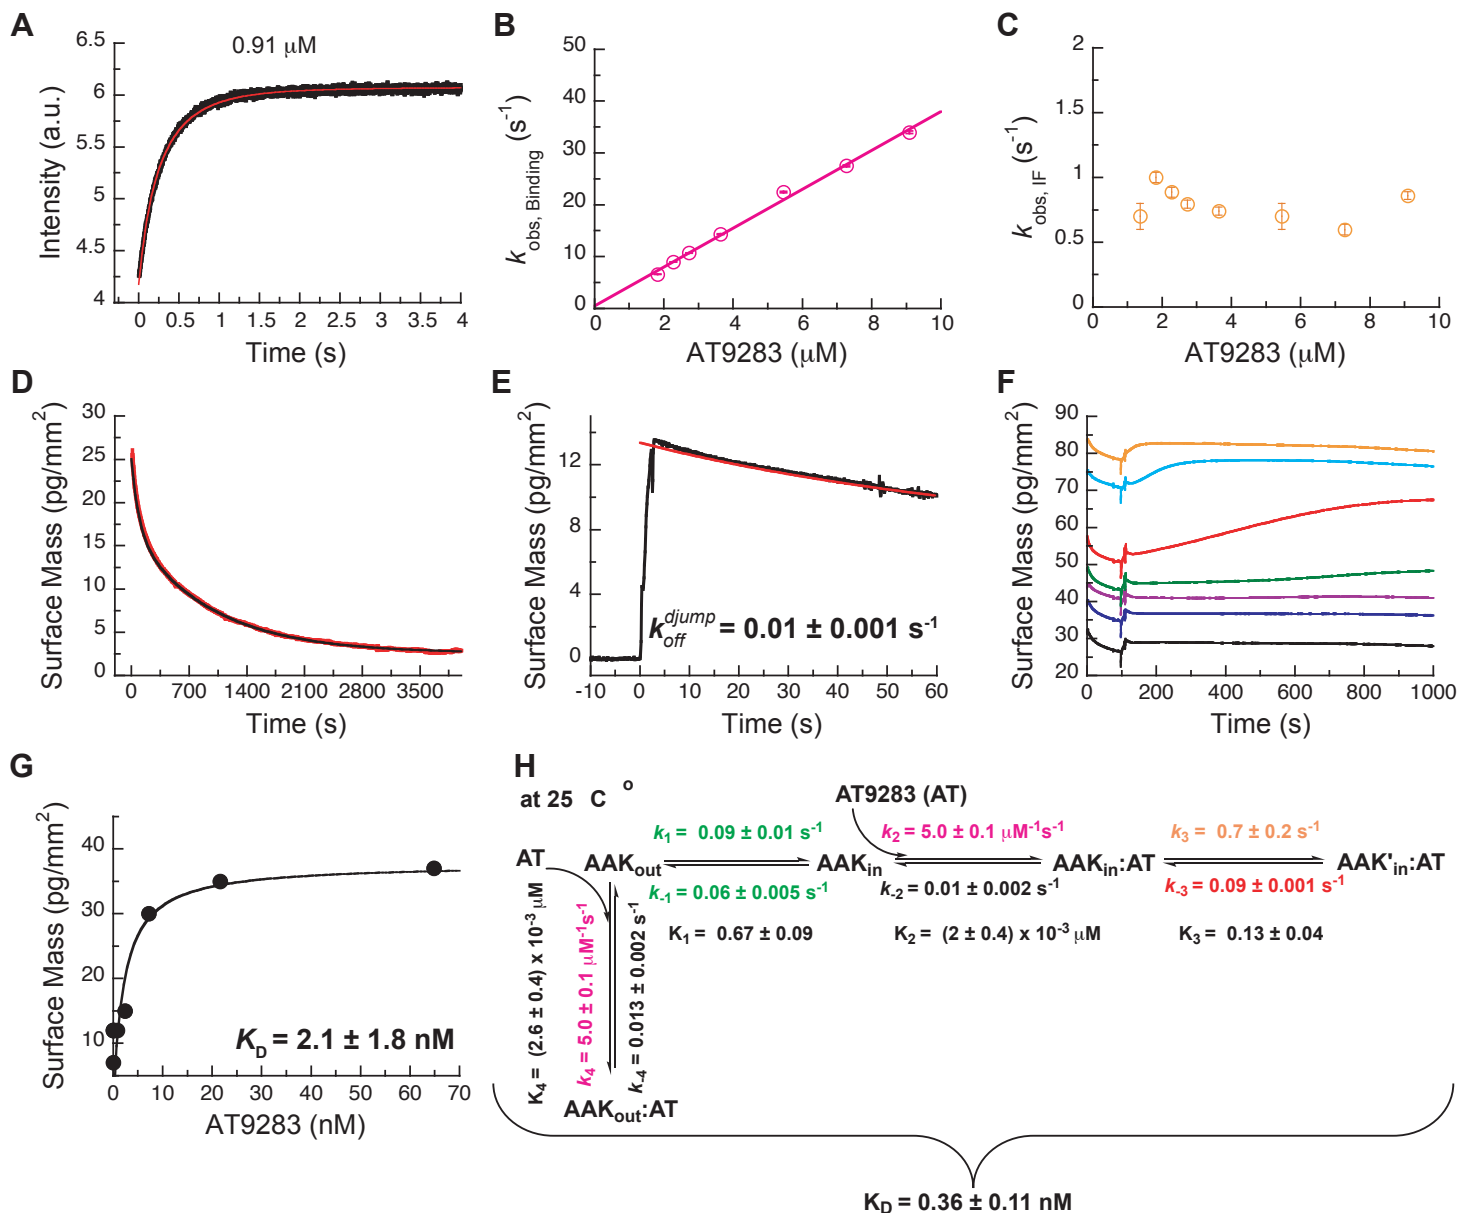 A
0.91 μM
6.5
6
5.5
5
4.5
4
Intensity (a.u.)
0 0.5 1 1.5 2 2.5 3 3.5 4
Time (s)
B
50
40
30
20
10
0
k obs, Binding (s-1)
0 2 4 6 8 10
AT9283 (μM)
C
2
1.5
1
0.5
0
k obs, IF (s-1)
0 2 4 6 8 10
AT9283 (μM)
D
30
25
20
15
10
5
0
Surface Mass (pg/mm2)
0 700 1400 2100 2800 3500
Time (s)
E
12
8
4
0
Surface Mass (pg/mm2)
k off djump = 0.01 ± 0.001 s-1
-10 0 10 20 30 40 50 60
Time (s)
F
90
80
70
60
50
40
30
20
Surface Mass (pg/mm2)
0 200 400 600 800 1000
Time (s)
G
40
30
20
10
Surface Mass (pg/mm2)
KD = 2.1 ± 1.8 nM
0 10 20 30 40 50 60 70
AT9283 (nM)
H
at 25 C o
AT9283 (AT)
k1 = 0.09 ± 0.01 s-1
k2 = 5.0 ± 0.1 μM-1s-1
k3 = 0.7 ± 0.2 s-1
AT
AAKout
AAKin
AAKin:AT
AAK'in:AT
k-1 = 0.06 ± 0.005 s-1
k-2 = 0.01 ± 0.002 s-1
k-3 = 0.09 ± 0.001 s-1
K1 = 0.67 ± 0.09
K2 = (2 ± 0.4) x 10-3 μM
K3 = 0.13 ± 0.04
K4 = (2.6 ± 0.4) x 10-3 μM
k4 = 5.0 ± 0.1 μM-1s-1
k-4 = 0.013 ± 0.002 s-1
AAKout:AT
KD = 0.36 ± 0.11 nM